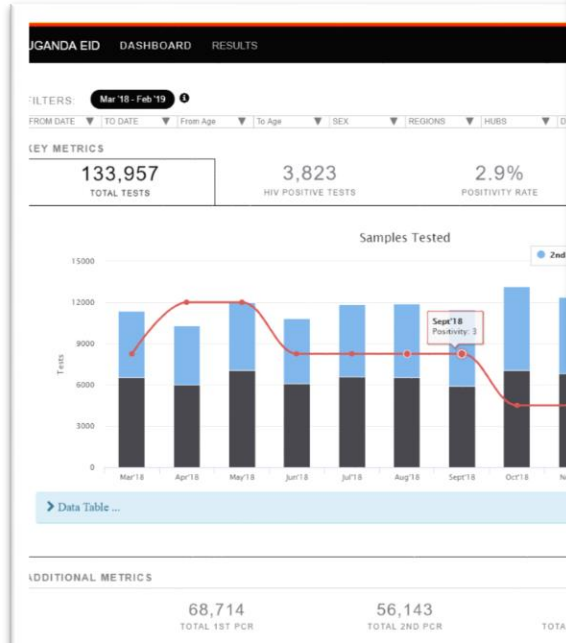 UGANDA EID DASHBOARD RESULTS
FILTERS: Mar '18 - Feb '19
FROM DATE TO DATE From Age To Age SEX REGIONS HUBS D
KEY METRICS
133,957 3,823 2.9%
TOTAL TESTS HIV POSITIVE TESTS POSITIVITY RATE
Samples Tested
2nd
15000
12000
9000
6000
3000
0
Tests
Sept'18
Positivity: 3
Mar'18 Apr'18 May'18 Jun'18 Jul'18 Aug'18 Sept'18 Oct'18 N
Data Table ...
ADDITIONAL METRICS
68,714 56,143
TOTAL 1ST PCR TOTAL 2ND PCR TOTA